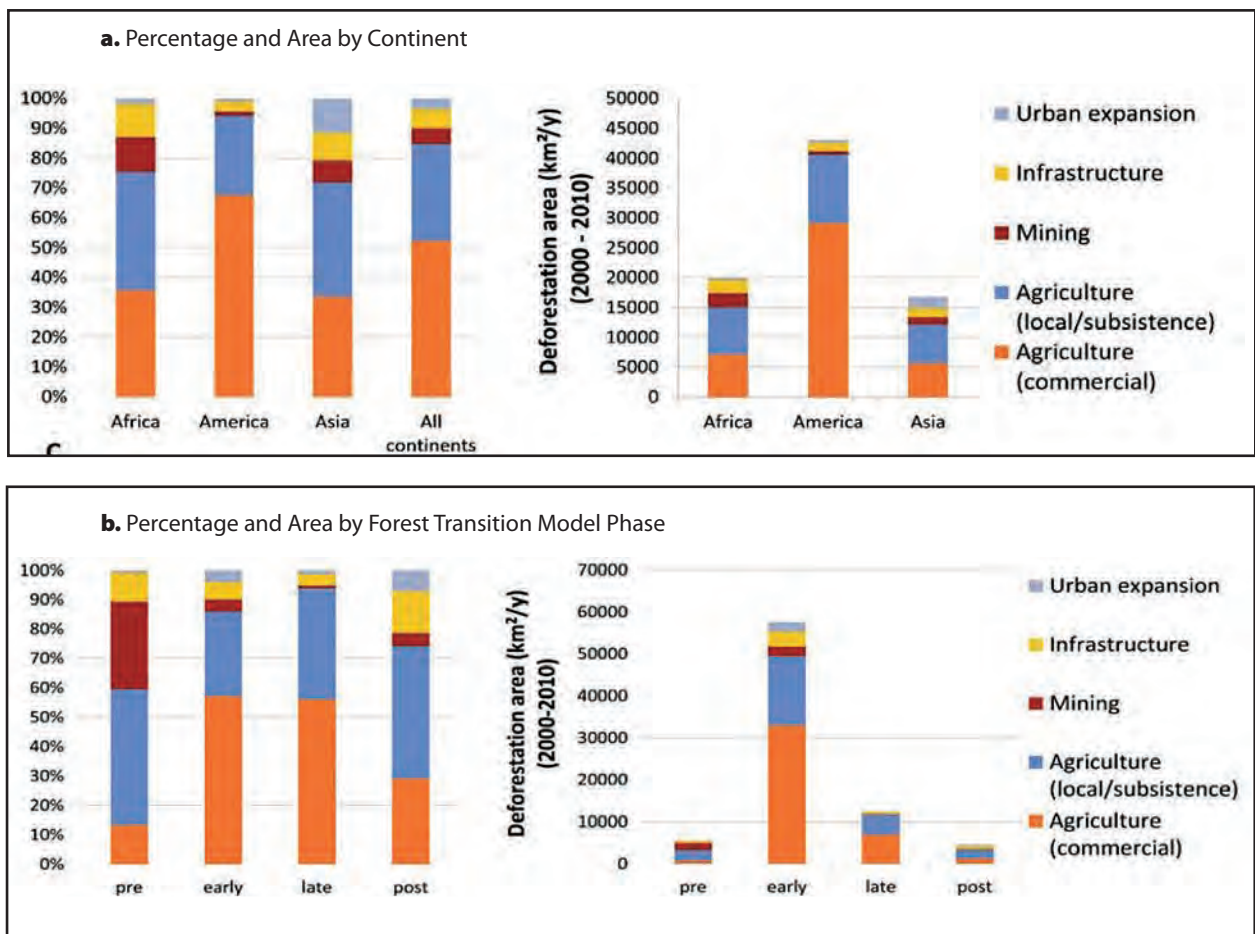 a. Percentage and Area by Continent
100%
90%
80%
70%
60%
50%
40%
30%
20%
10%
0%
Africa
America
Asia
All
continents
C
Deforestation area (km²/y)
(2000 - 2010)
50000
45000
40000
35000
30000
25000
20000
15000
10000
5000
0
Africa
America
Asia
Urban expansion
Infrastructure
Mining
Agriculture
(local/subsistence)
Agriculture
(commercial)
b. Percentage and Area by Forest Transition Model Phase
100%
90%
80%
70%
60%
50%
40%
30%
20%
10%
0%
pre
early
late
post
Deforestation area (km²/y)
(2000-2010)
70000
60000
50000
40000
30000
20000
10000
0
pre
early
late
post
Urban expansion
Infrastructure
Mining
Agriculture
(local/subsistence)
Agriculture
(commercial)